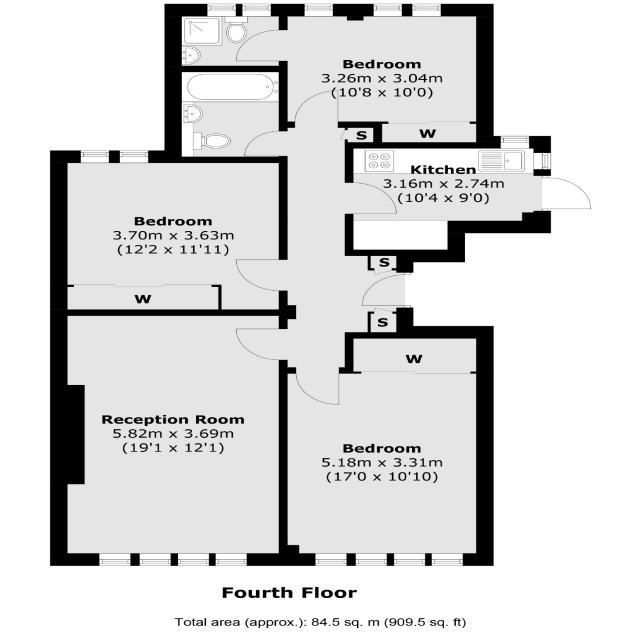 Bedroom
3.26m x 3.04m
(10'8 x 10'0)
S
W
Kitchen
3.16m x 2.74m
(10'4 x 9'0)
Bedroom
3.70m x 3.63m
(12'2 x 11'11)
W
S
S
W
Reception Room
5.82m x 3.69m
(19'1 x 12'1)
Bedroom
5.18m x 3.31m
(17'0 x 10'10)
Fourth Floor
Total area (approx.): 84.5 sq. m (909.5 sq. ft)